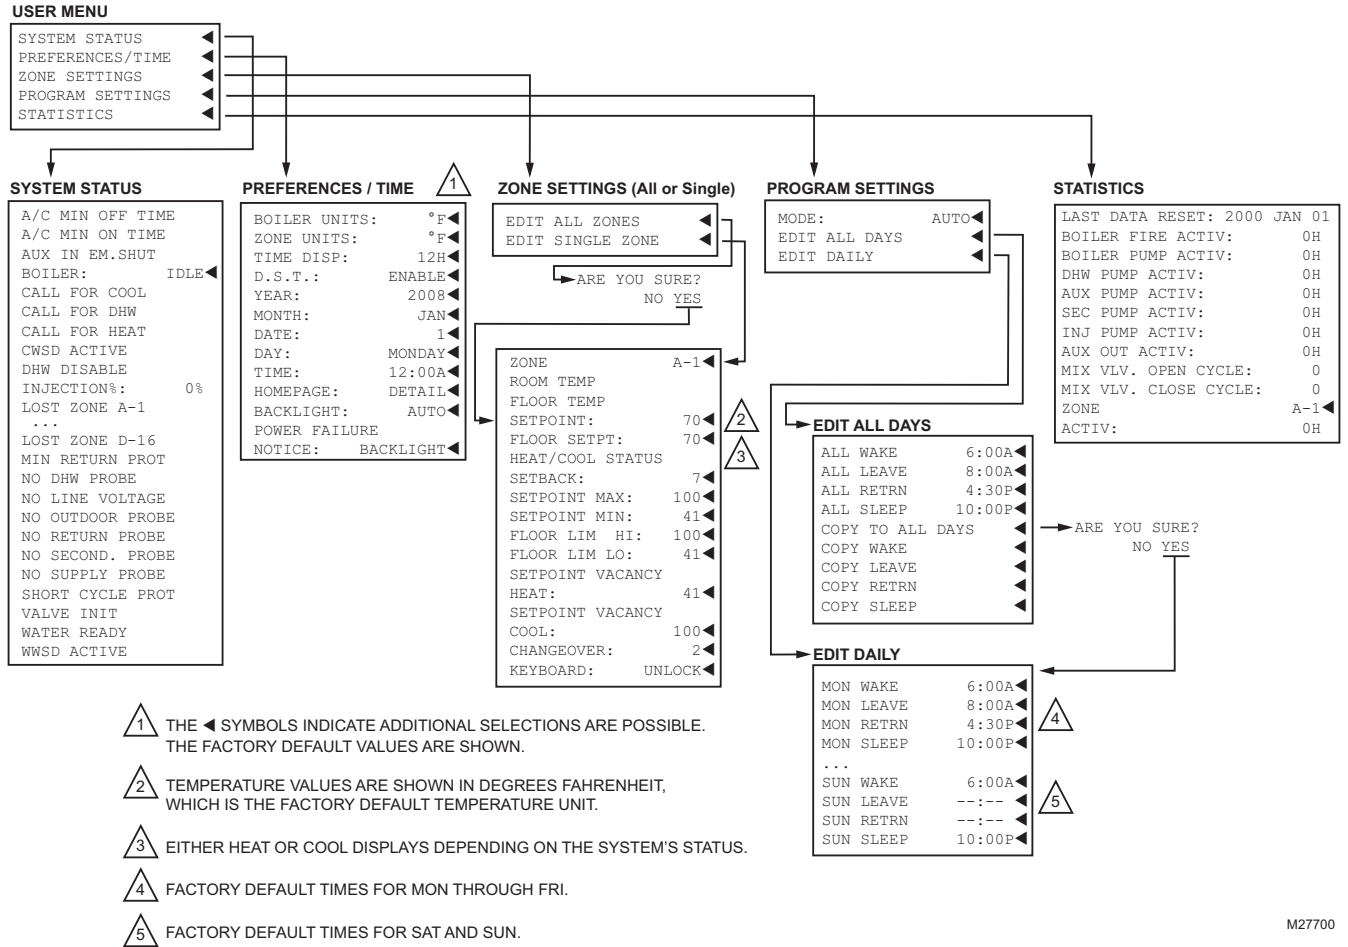 USER MENU
SYSTEM STATUS ◀
PREFERENCES/TIME ◀
ZONE SETTINGS ◀
PROGRAM SETTINGS ◀
STATISTICS ◀
SYSTEM STATUS
A/C MIN OFF TIME
A/C MIN ON TIME
AUX IN EM.SHUT
BOILER: IDLE◀
CALL FOR COOL
CALL FOR DHW
CALL FOR HEAT
CWSD ACTIVE
DHW DISABLE
INJECTION%: 0%
LOST ZONE A-1
...
LOST ZONE D-16
MIN RETURN PROT
NO DHW PROBE
NO LINE VOLTAGE
NO OUTDOOR PROBE
NO RETURN PROBE
NO SECOND. PROBE
NO SUPPLY PROBE
SHORT CYCLE PROT
VALVE INIT
WATER READY
WWSD ACTIVE
PREFERENCES / TIME
1
BOILER UNITS: °F◀
ZONE UNITS: °F◀
TIME DISP: 12H◀
D.S.T.: ENABLE◀
YEAR: 2008◀
MONTH: JAN◀
DATE: 1◀
DAY: MONDAY◀
TIME: 12:00A◀
HOMEPAGE: DETAIL◀
BACKLIGHT: AUTO◀
POWER FAILURE
NOTICE: BACKLIGHT◀
ZONE SETTINGS (All or Single)
EDIT ALL ZONES ◀
EDIT SINGLE ZONE ◀
ARE YOU SURE?
NO YES
ZONE A-1◀
ROOM TEMP
FLOOR TEMP
SETPOINT: 70◀
2
FLOOR SETPT: 70◀
3
HEAT/COOL STATUS
SETBACK: 7◀
SETPOINT MAX: 100◀
SETPOINT MIN: 41◀
FLOOR LIM HI: 100◀
FLOOR LIM LO: 41◀
SETPOINT VACANCY
HEAT: 41◀
SETPOINT VACANCY
COOL: 100◀
CHANGEOVER: 2◀
KEYBOARD: UNLOCK◀
PROGRAM SETTINGS
MODE: AUTO◀
EDIT ALL DAYS ◀
EDIT DAILY ◀
EDIT ALL DAYS
ALL WAKE 6:00A◀
ALL LEAVE 8:00A◀
ALL RETRN 4:30P◀
ALL SLEEP 10:00P◀
COPY TO ALL DAYS ◀
COPY WAKE ◀
COPY LEAVE ◀
COPY RETRN ◀
COPY SLEEP ◀
ARE YOU SURE?
NO YES
EDIT DAILY
MON WAKE 6:00A◀
MON LEAVE 8:00A◀
MON RETRN 4:30P◀
MON SLEEP 10:00P◀
4
...
SUN WAKE 6:00A◀
SUN LEAVE --:-- ◀
SUN RETRN --:-- ◀
SUN SLEEP 10:00P◀
5
STATISTICS
LAST DATA RESET: 2000 JAN 01
BOILER FIRE ACTIV: 0H
BOILER PUMP ACTIV: 0H
DHW PUMP ACTIV: 0H
AUX PUMP ACTIV: 0H
SEC PUMP ACTIV: 0H
INJ PUMP ACTIV: 0H
AUX OUT ACTIV: 0H
MIX VLV. OPEN CYCLE: 0
MIX VLV. CLOSE CYCLE: 0
ZONE A-1◀
ACTIV: 0H
1 THE ◀ SYMBOLS INDICATE ADDITIONAL SELECTIONS ARE POSSIBLE.
THE FACTORY DEFAULT VALUES ARE SHOWN.
2 TEMPERATURE VALUES ARE SHOWN IN DEGREES FAHRENHEIT,
WHICH IS THE FACTORY DEFAULT TEMPERATURE UNIT.
3 EITHER HEAT OR COOL DISPLAYS DEPENDING ON THE SYSTEM'S STATUS.
4 FACTORY DEFAULT TIMES FOR MON THROUGH FRI.
5 FACTORY DEFAULT TIMES FOR SAT AND SUN.
M27700